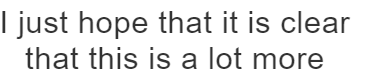 I just hope that it is clear
that this is a lot more